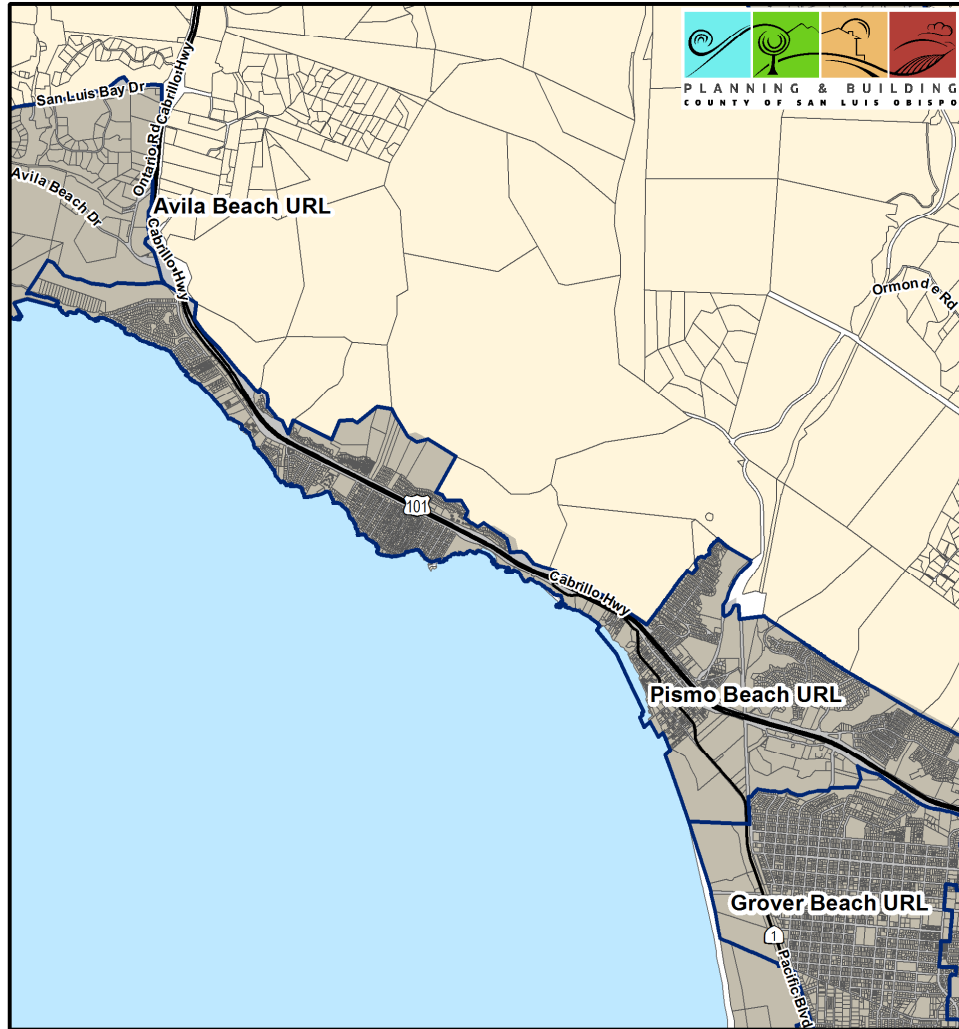 PLANNING & BUILDING
COUNTY OF SAN LUIS OBISPO
San Luis Bay Dr
Cabrillo Hwy
Ontario Rd
Avila Beach Dr
Avila Beach URL
Cabrillo Hwy
Ormonde Rd
101
Cabrillo Hwy
Pismo Beach URL
Grover Beach URL
1
Pacific Blvd